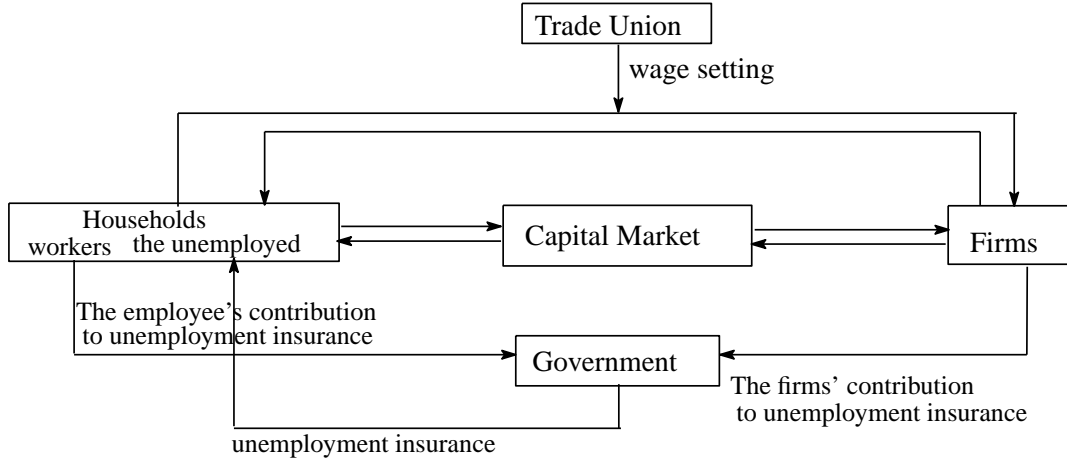 Trade Union
wage setting
Households
workers the unemployed
Capital Market
Firms
The employee's contribution
to unemployment insurance
Government
The firms' contribution
to unemployment insurance
unemployment insurance